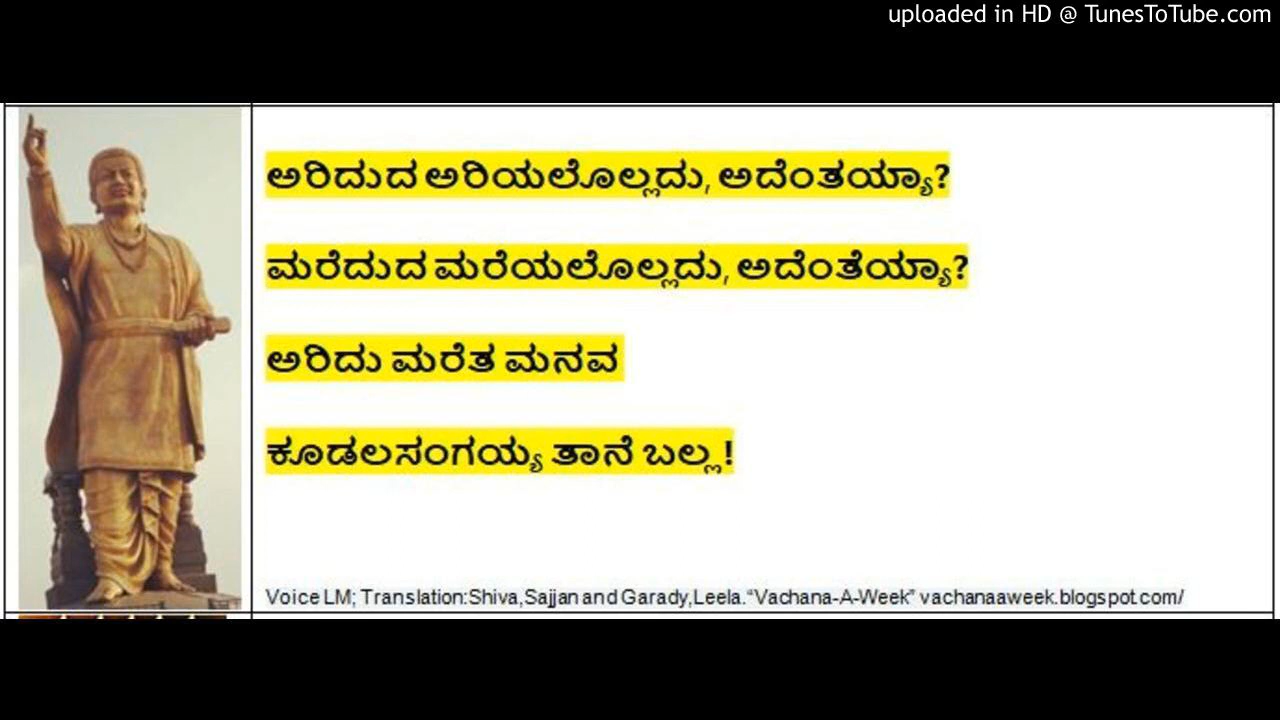 uploaded in HD @ TunesToTube.com
ಅರಿದುದ ಅರಿಯಲೊಲ್ಲದು, ಅದೆಂತಯ್ಯಾ?
ಮರೆದುದ ಮರೆಯಲೊಲ್ಲದು, ಅದೆಂತೆಯ್ಯಾ?
ಅರಿದು ಮರೆತ ಮನವ
ಕೂಡಲಸಂಗಯ್ಯ ತಾನೆ ಬಲ್ಲ!
Voice LM; Translation:Shiva,Sajjan and Garady,Leela.“Vachana-A-Week” vachanaaweek.blogspot.com/